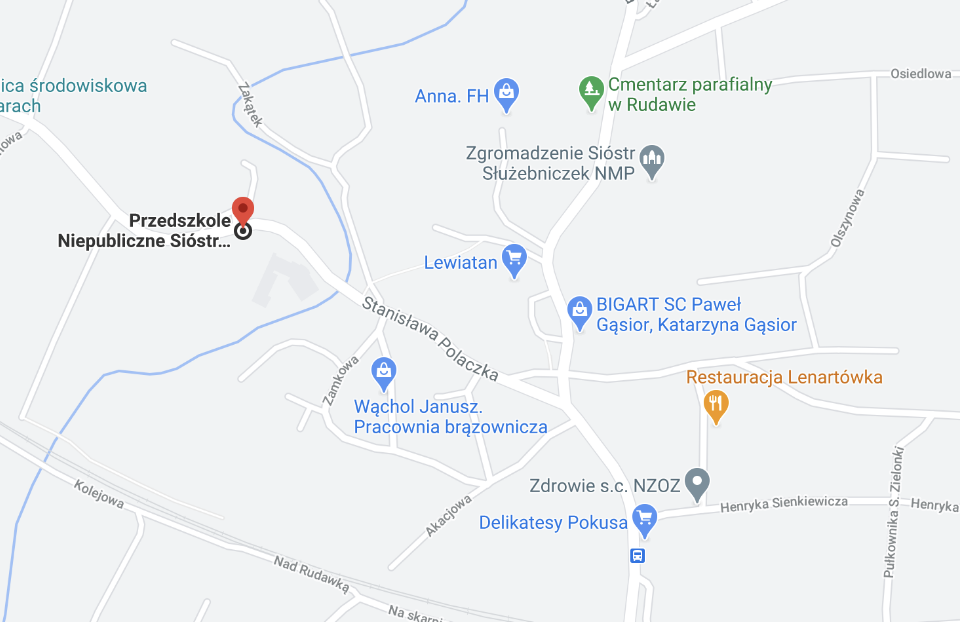 ica środowiskowa
arach
Zakątek
Anna. FH
Cmentarz parafialny
w Rudawie
Osiedlowa
Zgromadzenie Sióstr
Służebniczek NMP
Przedszkole
Niepubliczne Sióstr...
Olszynowa
Lewiatan
BIGART SC Paweł
Gąsior, Katarzyna Gąsior
Stanisława Polaczka
Zamkowa
Restauracja Lenartówka
Wąchol Janusz.
Pracownia brązownicza
Zdrowie s.c. NZOZ
Pułkownika S. Zielonki
Kolejowa
Akacjowa
Delikatesy Pokusa
Henryka Sienkiewicza
Henryka
Nad Rudawką
Na skarpi